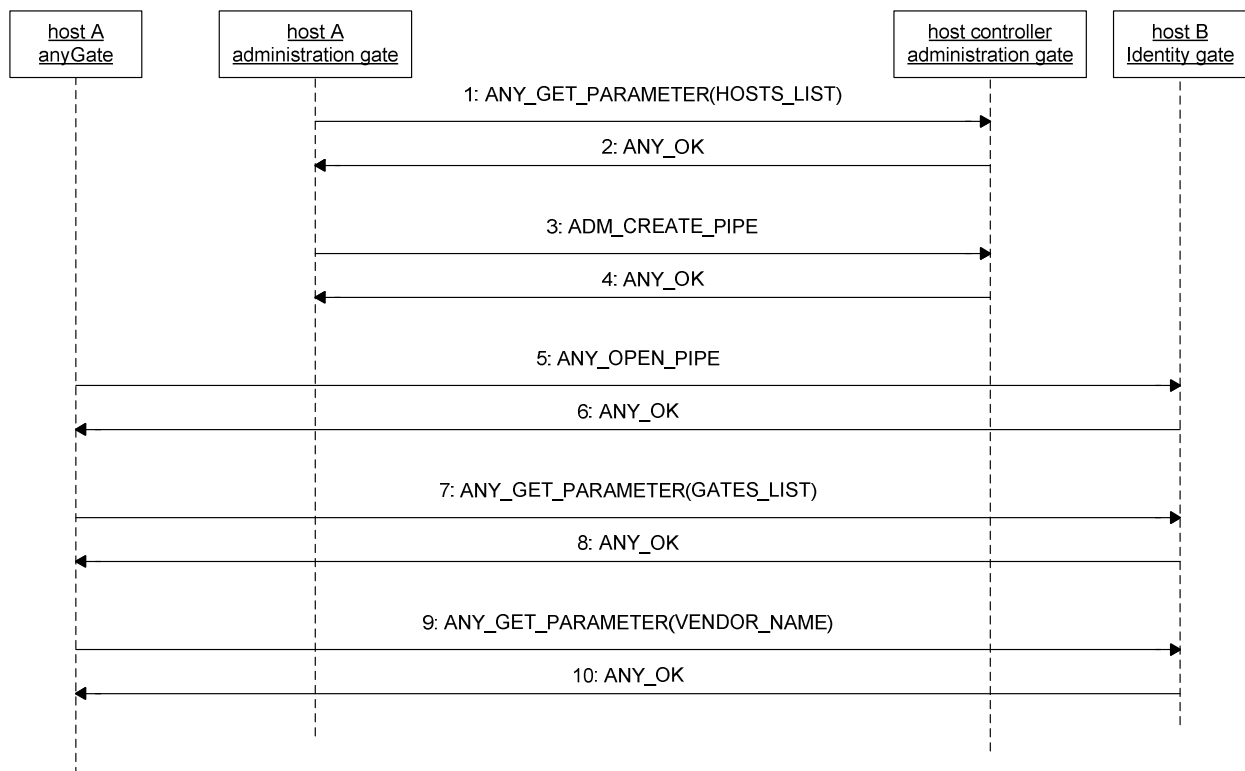 host A
anyGate
host A
administration gate
host controller
administration gate
host B
Identity gate
1: ANY_GET_PARAMETER(HOSTS_LIST)
2: ANY_OK
3: ADM_CREATE_PIPE
4: ANY_OK
5: ANY_OPEN_PIPE
6: ANY_OK
7: ANY_GET_PARAMETER(GATES_LIST)
8: ANY_OK
9: ANY_GET_PARAMETER(VENDOR_NAME)
10: ANY_OK